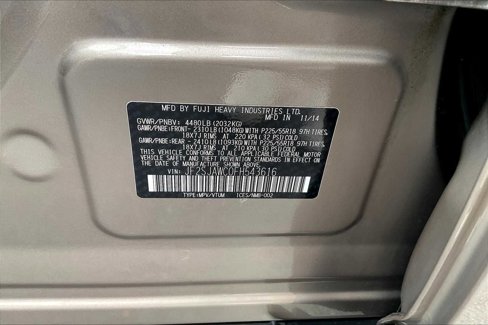 MFD BY FUJI HEAVY INDUSTRIES LTD.
MFD IN 11/14
GVWR/PNBV: 4480LB(2032KG)
GAWR/PNBE:FRONT- 2310LB(1048KG)WITH P225/55R18 97H TIRES,
18X7J RIMS AT 220 KPA(32 PSI)COLD
GAWR/PNBE:REAR - 2410LB(1093KG)WITH P225/55R18 97H TIRES,
18X7J RIMS AT 210 KPA(30 PSI)COLD
THIS VEHICLE CONFORMS TO ALL APPLICABLE FEDERAL MOTOR
VEHICLE SAFETY AND THEFT PREVENTION STANDARDS IN EFFECT ON THE DATE
OF MANUFACTURE SHOWN ABOVE.
VIN: JF2SJAWC0FH543616
TYPE:MPV/VTUM ICES/NMB-002